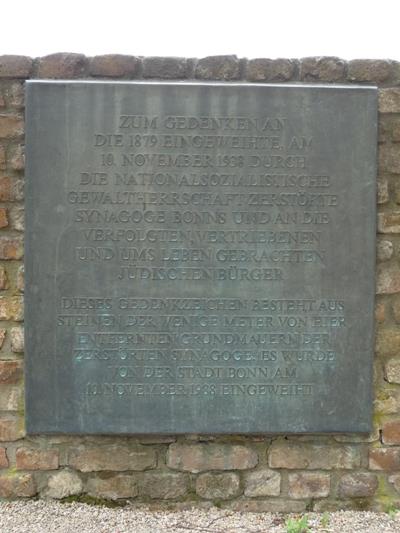 ZUM GEDENKEN AN
DIE 1879 EINGEWEIHTE, AM
10. NOVEMBER 1938 DURCH
DIE NATIONALSOZIALISTISCHE
GEWALTHERRSCHAFT ZERSTÖRTE
SYNAGOGE BONNS UND AN DIE
VERFOLGTEN, VERTRIEBENEN
UND UMS LEBEN GEBRACHTEN
JÜDISCHEN BÜRGER
DIESES GEDENKZEICHEN BESTEHT AUS
STEINEN DER WENIGE METER VON HIER
ENTFERNTEN GRUNDMAUERN DER
ZERSTÖRTEN SYNAGOGE. ES WURDE
VON DER STADT BONN AM
10. NOVEMBER 1988 EINGEWEIHT